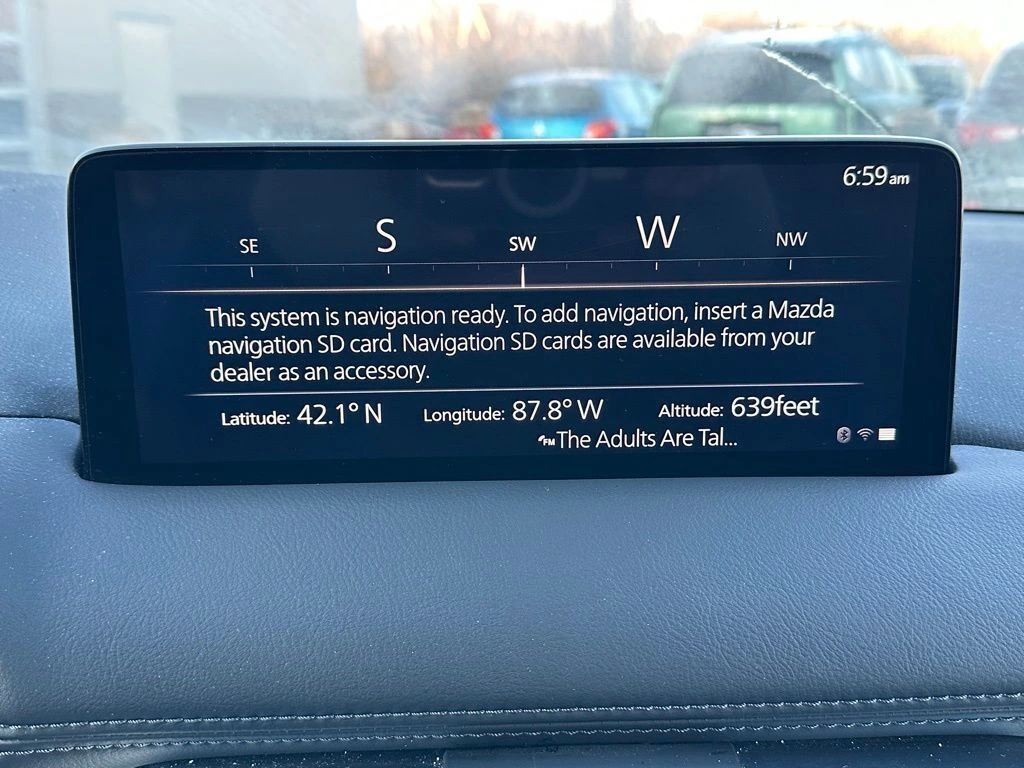 6:59am
SE S SW W NW
This system is navigation ready. To add navigation, insert a Mazda
navigation SD card. Navigation SD cards are available from your
dealer as an accessory.
Latitude: 42.1° N Longitude: 87.8° W Altitude: 639feet
FM The Adults Are Tal...